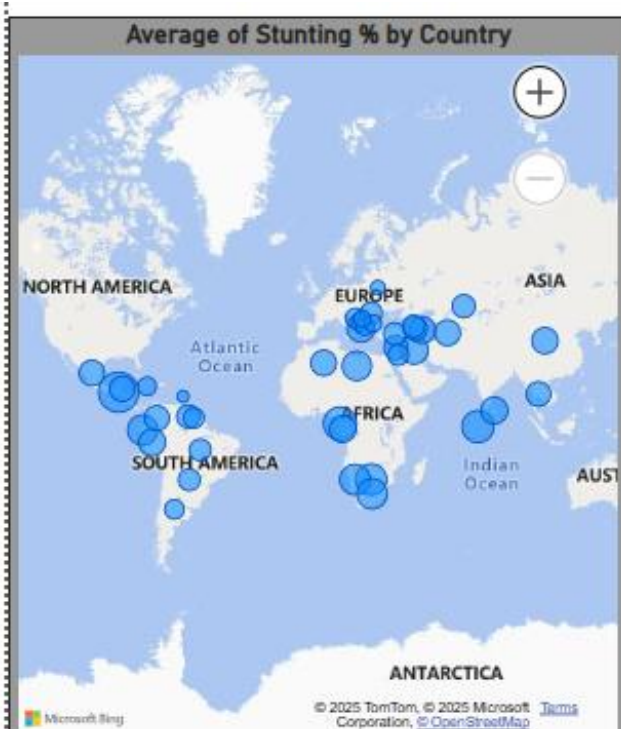 Average of Stunting % by Country
+
−
ASIA
NORTH AMERICA
EUROPE
Atlantic
Ocean
AFRICA
SOUTH AMERICA
Indian
Ocean
AUST
ANTARCTICA
Microsoft Bing
© 2025 TomTom, © 2025 Microsoft Terms
Corporation, © OpenStreetMap